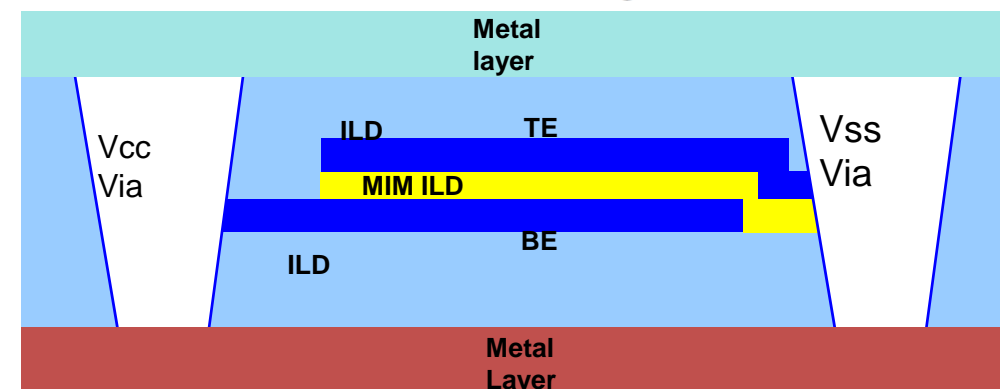 Metal
layer
ILD
TE
Vcc
Via
Vss
Via
MIM ILD
BE
ILD
Metal
Layer